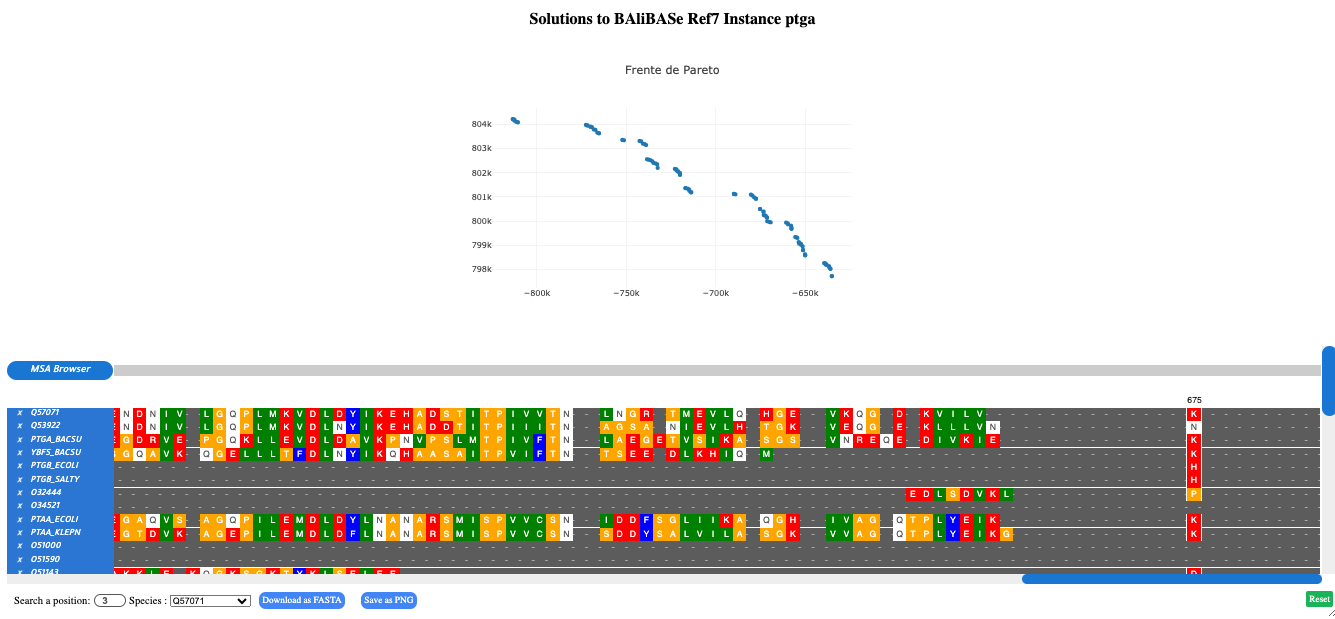 Solutions to BAliBASe Ref7 Instance ptga
Frente de Pareto
804k
803k
802k
801k
800k
799k
798k
−800k −750k −700k −650k
MSA Browser
675
x Q57071 N D N I V L G Q P L M K V D L D Y I K E H A D S T I T P I V V T N L N G R T M E V L Q H G E V K Q G D K V I L V K
x Q53922 N D N I V L G Q P L M K V D L N Y I K E H A D D T I T P I I I T N A G S A N I E V L H T G K V E Q G E K L L L V N N
x PTGA_BACSU G D R V E P G Q K L L E V D L D A V K P N V P S L M T P I V F T N L A E G E T V S I K A S G S V N R E Q E D I V K I E K
x YBFS_BACSU G Q A V K Q G E L L L T F D L N Y I K Q H A A S A I T P V I F T N T S E E D L K H I Q M K
x PTGB_ECOLI H
x PTGB_SALTY H
x O32444 E D L S D V K L P
x O34521
x PTAA_ECOLI G A Q V S A G Q P I L E M D L D Y L N A N A R S M I S P V V C S N I D D F S G L I I K A Q G H I V A G Q T P L Y E I K K
x PTAA_KLEPN G T D V K A G E P I L E M D L D F L N A N A R S M I S P V V C S N S D D Y S A L V I L A S G K V V A G Q T P L Y E I K G K
x O51000
x O51590
x O51143
Search a position: 3 Species : Q57071 Download as FASTA Save as PNG Reset